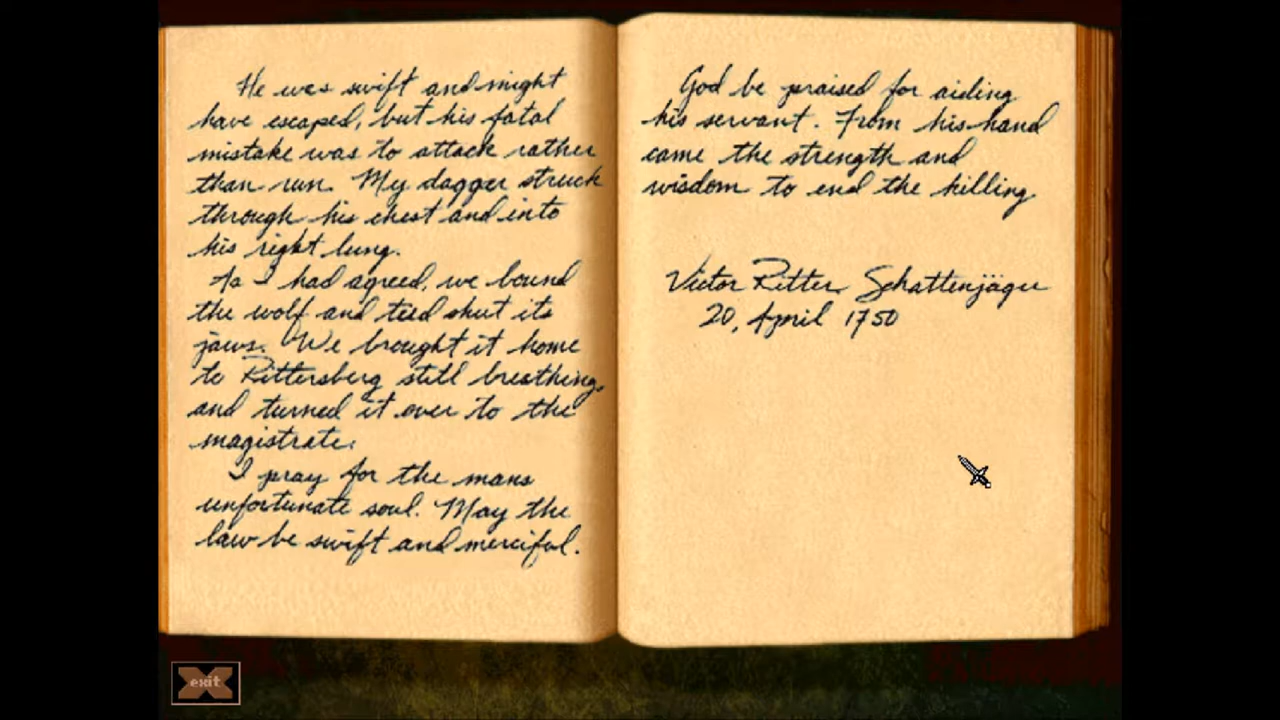 He was swift and might
have escaped, but his fatal
mistake was to attack rather
than run. My dagger struck
through his chest and into
his right lung.
As I had agreed, we bound
the wolf and tied shut its
jaws. We brought it home
to Rittersberg still breathing,
and turned it over to the
magistrate.
I pray for the mans
unfortunate soul. May the
law be swift and merciful.
God be praised for aiding
his servant. From his hand
came the strength and
wisdom to end the killing.
Victor Ritter, Schattenjäger
20, April 1750
exit